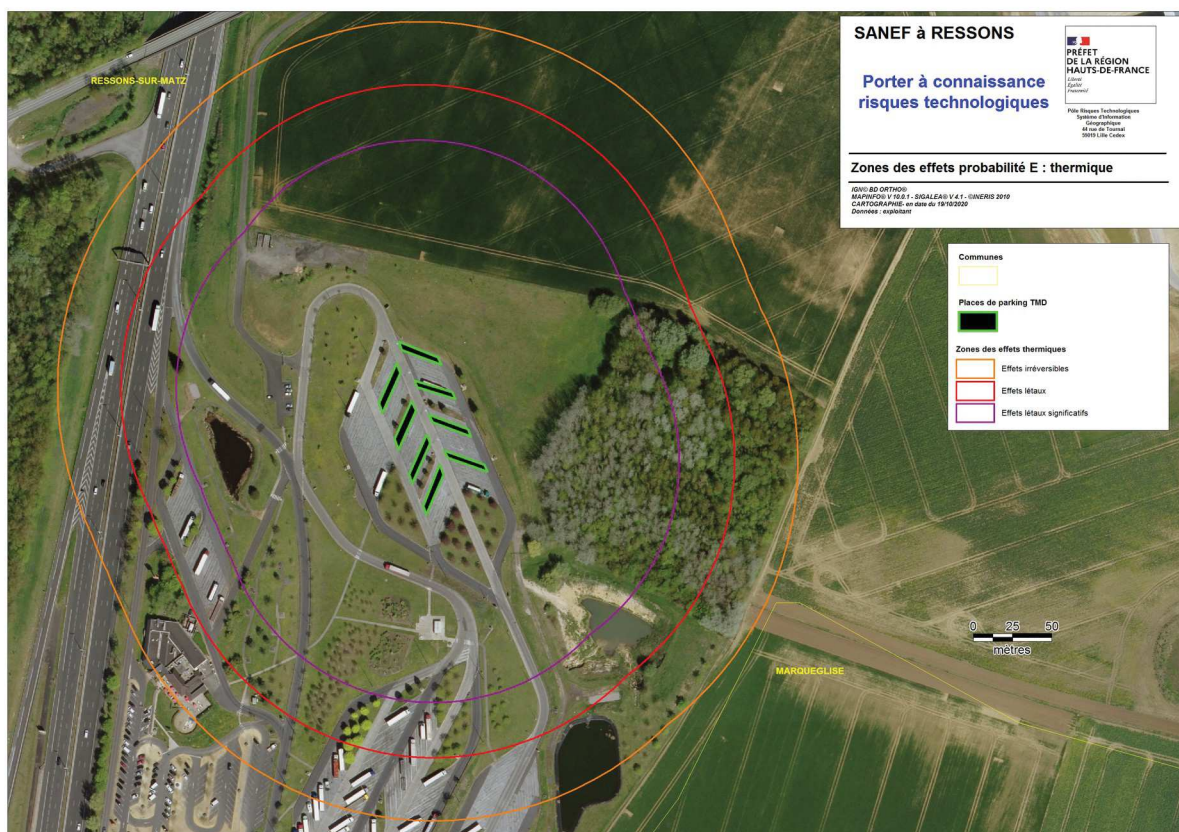 SANEF à RESSONS
Porter à connaissance
risques technologiques
PRÉFET
DE LA RÉGION
HAUTS-DE-FRANCE
Liberté
Égalité
Fraternité
Pôle Risques Technologiques
Système d'Information
Géographique
44 rue de Tournai
59019 Lille Cedex
Zones des effets probabilité E : thermique
IGN© BD ORTHO®
MAPINFO® V 10.0.1 - SIGALEA® V 4.1 - ©INERIS 2010
CARTOGRAPHIE- en date du 19/10/2020
Données : exploitant
Communes
Places de parking TMD
Zones des effets thermiques
Effets irréversibles
Effets létaux
Effets létaux significatifs
RESSONS-SUR-MATZ
0 25 50
mètres
MARQUEGLISE